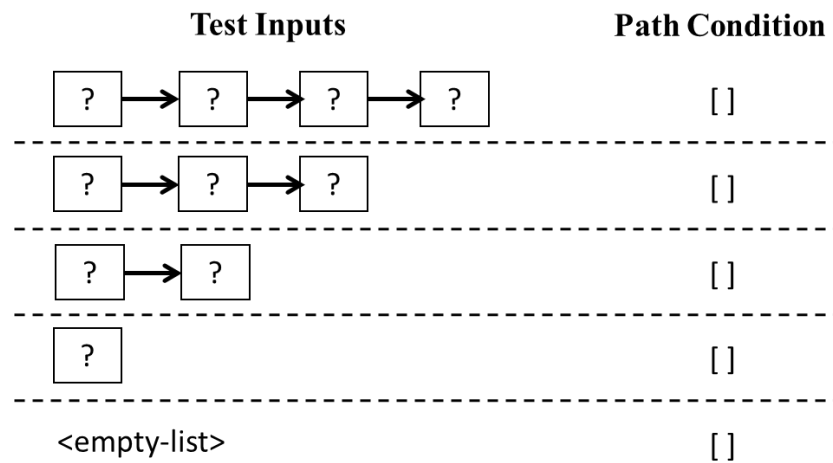 Test Inputs Path Condition
? ? ? ? [ ]
? ? ? [ ]
? ? [ ]
? [ ]
<empty-list> [ ]